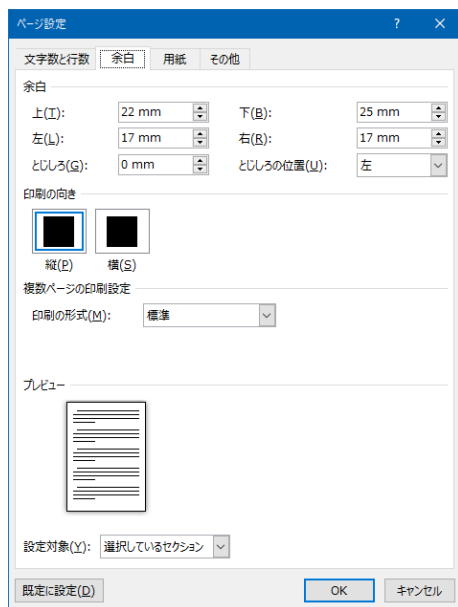 ページ設定 ? ×
文字数と行数 余白 用紙 その他
余白
上(T): 22 mm 下(B): 25 mm
左(L): 17 mm 右(R): 17 mm
とじしろ(G): 0 mm とじしろの位置(U): 左
印刷の向き
縦(P) 横(S)
複数ページの印刷設定
印刷の形式(M): 標準
プレビュー
設定対象(Y): 選択しているセクション
既定に設定(D) OK キャンセル